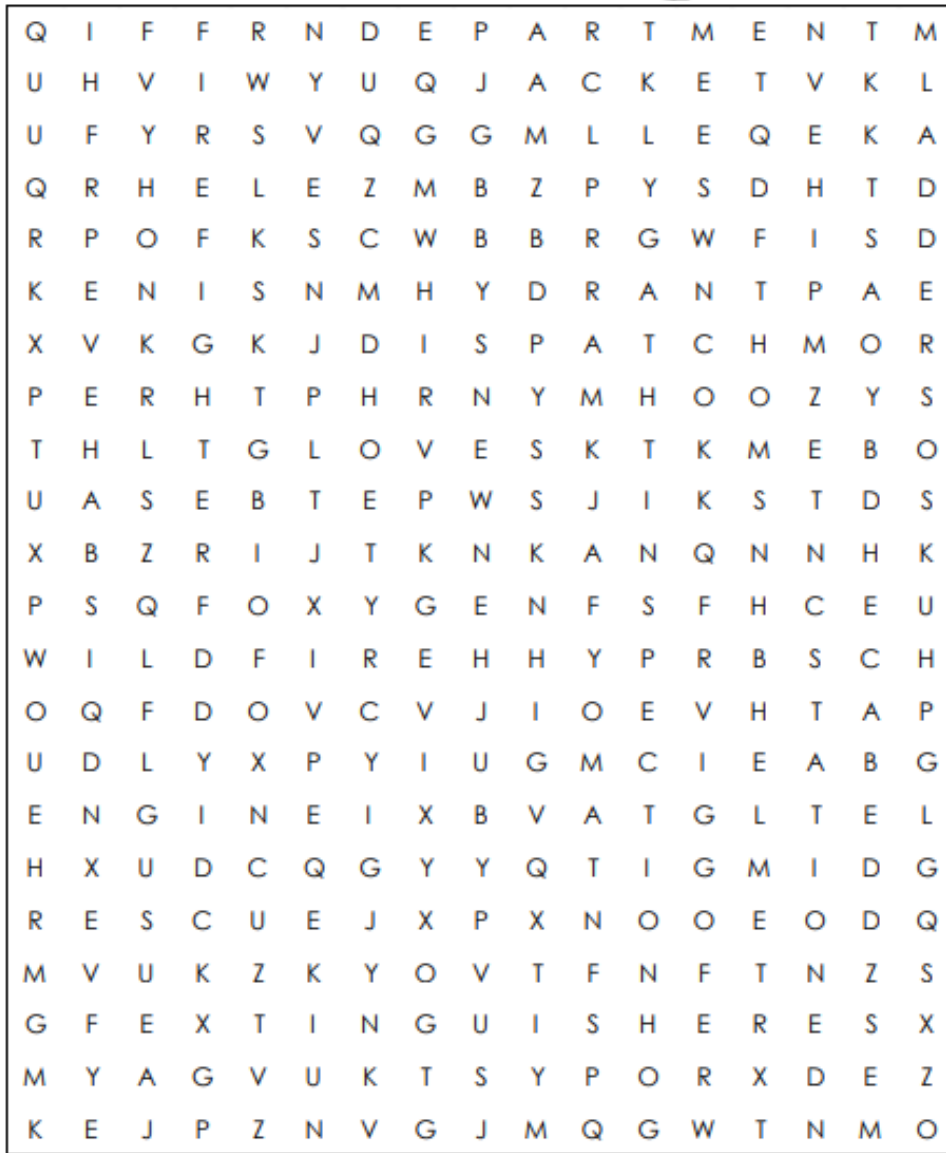 Q I F F R N D E P A R T M E N T M
U H V I W Y U Q J A C K E T V K L
U F Y R S V Q G G M L L E Q E K A
Q R H E L E Z M B Z P Y S D H T D
R P O F K S C W B B R G W F I S D
K E N I S N M H Y D R A N T P A E
X V K G K J D I S P A T C H M O R
P E R H T P H R N Y M H O O Z Y S
T H L T G L O V E S K T K M E B O
U A S E B T E P W S J I K S T D S
X B Z R I J T K N K A N Q N N H K
P S Q F O X Y G E N F S F H C E U
W I L D F I R E H H Y P R B S C H
O Q F D O V C V J I O E V H T A P
U D L Y X P Y I U G M C I E A B G
E N G I N E I X B V A T G L T E L
H X U D C Q G Y Y Q T I G M I D G
R E S C U E J X P X N O O E O D Q
M V U K Z K Y O V T F N F T N Z S
G F E X T I N G U I S H E R E S X
M Y A G V U K T S Y P O R X D E Z
K E J P Z N V G J M Q G W T N M O